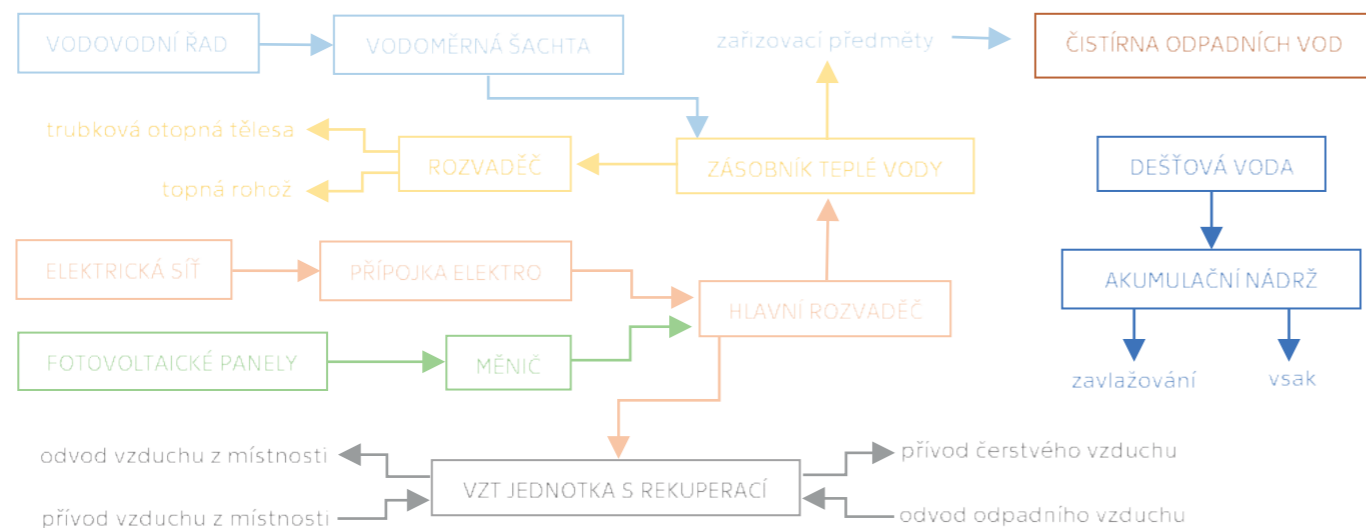 VODOVODNÍ ŘAD
VODOMĚRNÁ ŠACHTA
zařizovací předměty
ČISTÍRNA ODPADNÍCH VOD
trubková otopná tělesa
topná rohož
ROZVADĚČ
ZÁSOBNÍK TEPLÉ VODY
DEŠŤOVÁ VODA
ELEKTRICKÁ SÍŤ
PŘÍPOJKA ELEKTRO
HLAVNÍ ROZVADĚČ
AKUMULAČNÍ NÁDRŽ
FOTOVOLTAICKÉ PANELY
MĚNIČ
zavlažování
vsak
odvod vzduchu z místnosti
přívod vzduchu z místnosti
VZT JEDNOTKA S REKUPERACÍ
přívod čerstvého vzduchu
odvod odpadního vzduchu